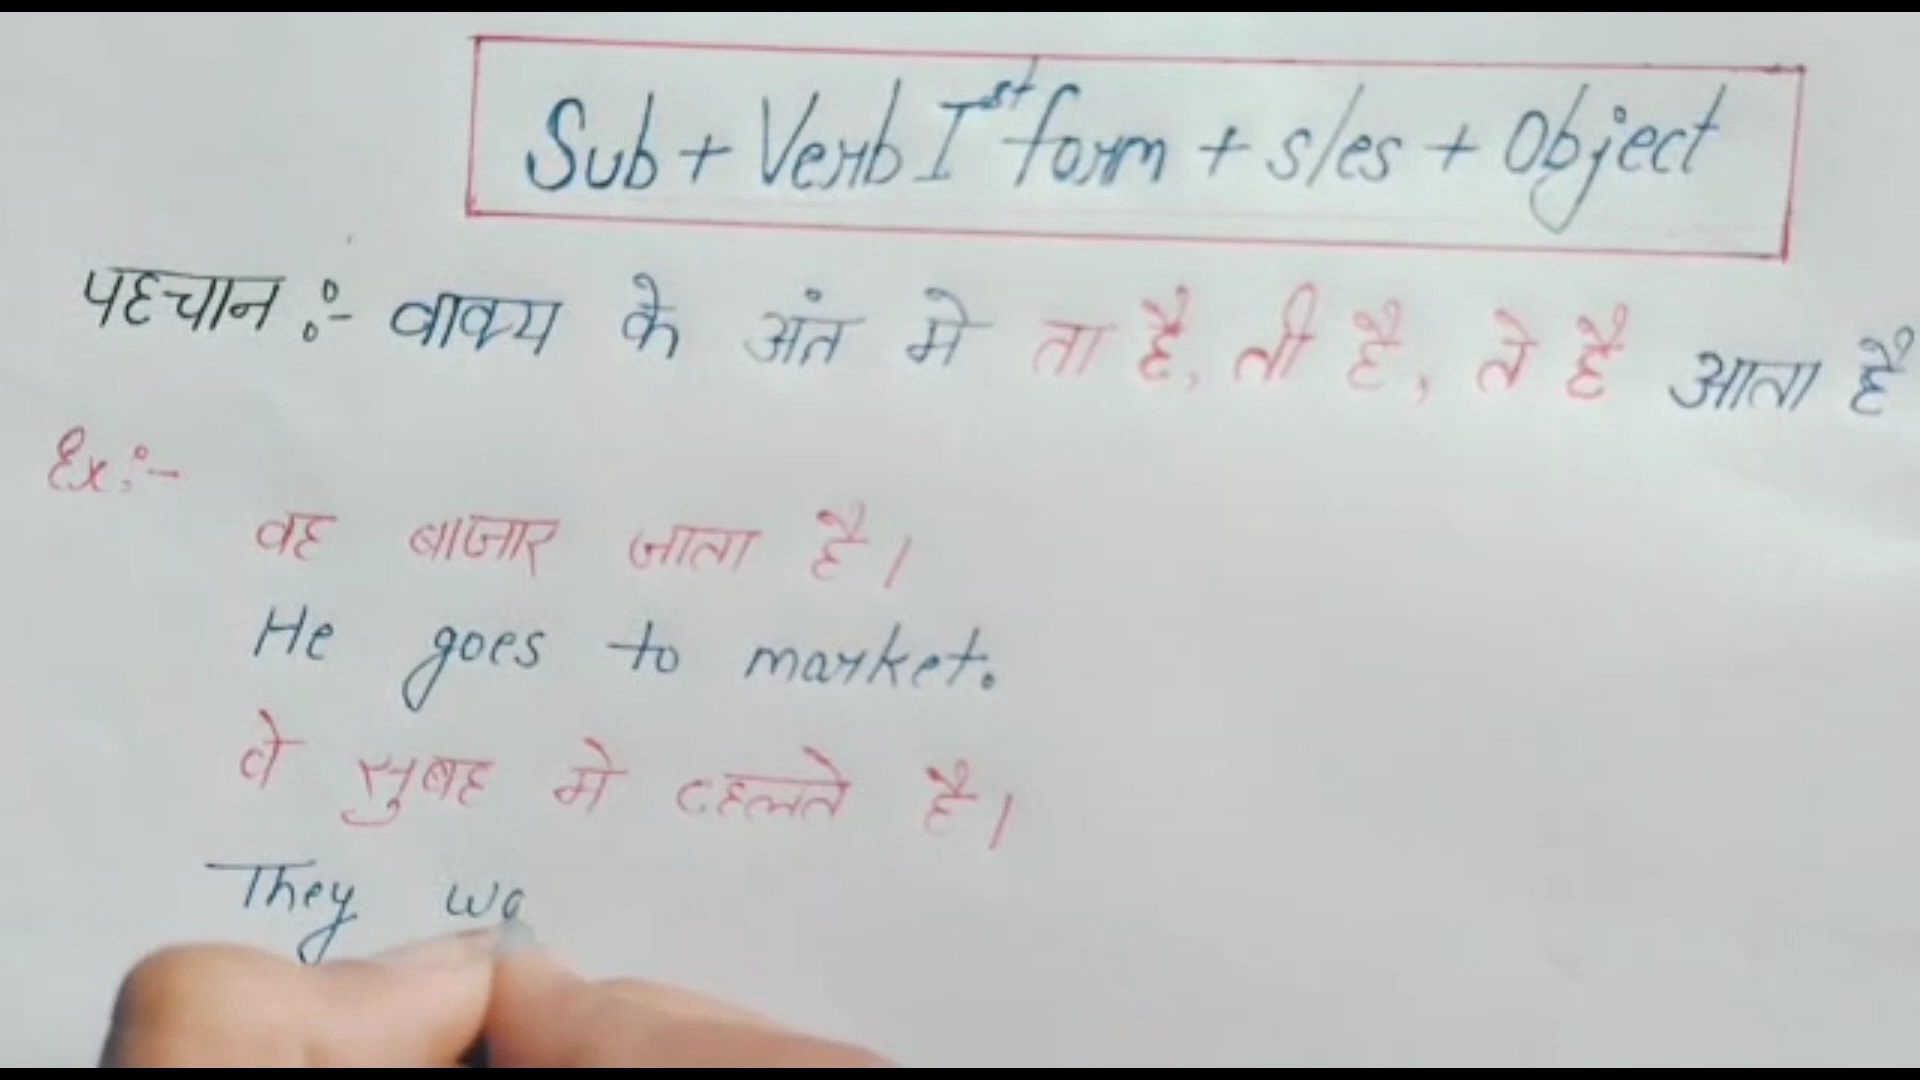 Sub + Verb Ist form + s/es + Object
पहचान :- वाक्य के अंत मे ता है, ती है, ते है आता है
Ex:-
वह बाजार जाता है।
He goes to market.
वे सुबह मे टहलते है।
They wa